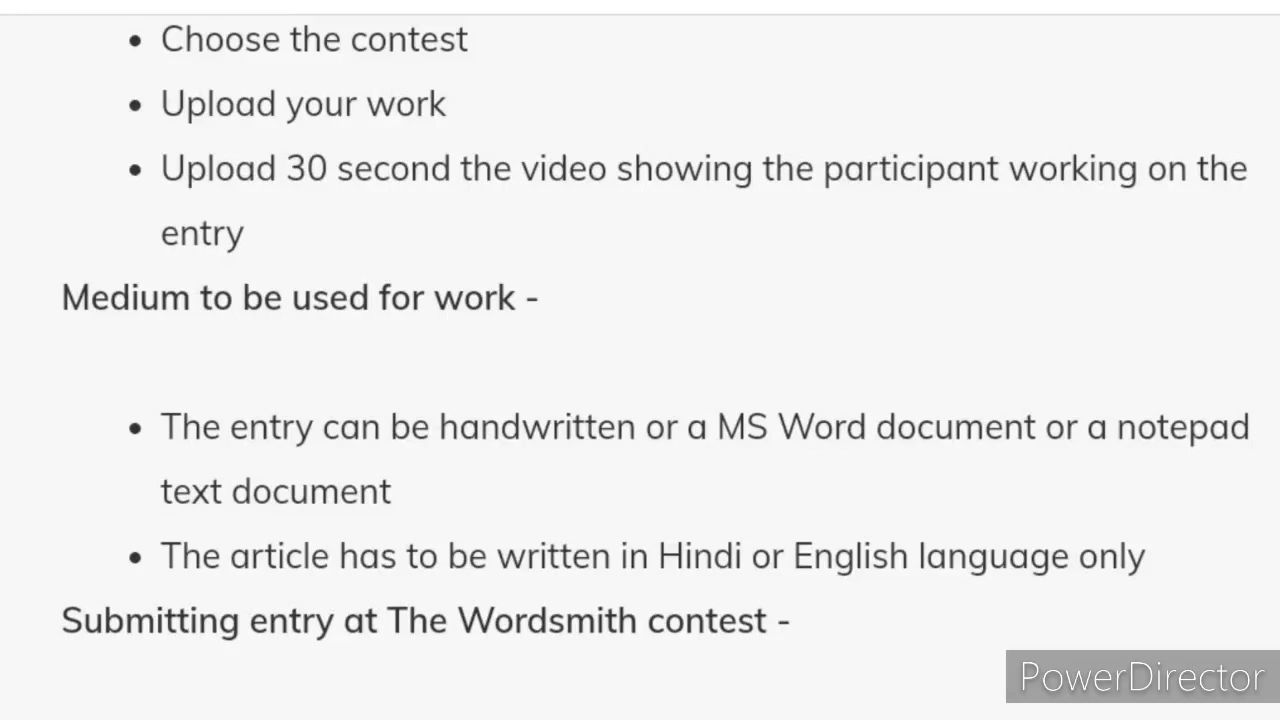 • Choose the contest
• Upload your work
• Upload 30 second the video showing the participant working on the
entry
Medium to be used for work -
• The entry can be handwritten or a MS Word document or a notepad
text document
• The article has to be written in Hindi or English language only
Submitting entry at The Wordsmith contest -
PowerDirector